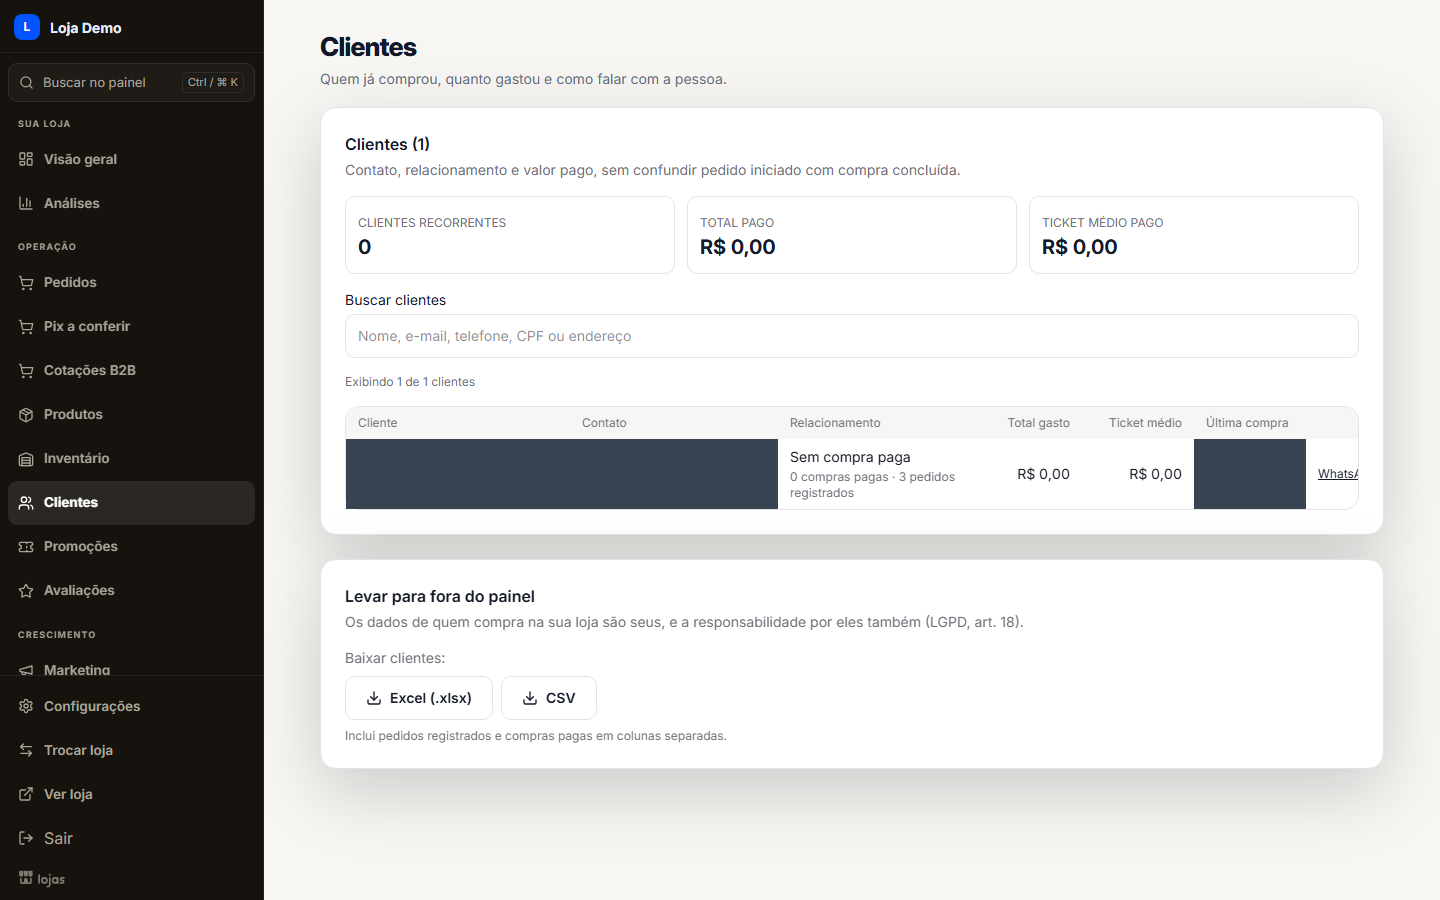 L Loja Demo
Buscar no painel Ctrl / ⌘ K
SUA LOJA
Visão geral
Análises
OPERAÇÃO
Pedidos
Pix a conferir
Cotações B2B
Produtos
Inventário
Clientes
Promoções
Avaliações
CRESCIMENTO
Marketing
Configurações
Trocar loja
Ver loja
Sair
lojas
Clientes
Quem já comprou, quanto gastou e como falar com a pessoa.
Clientes (1)
Contato, relacionamento e valor pago, sem confundir pedido iniciado com compra concluída.
CLIENTES RECORRENTES TOTAL PAGO TICKET MÉDIO PAGO
0 R$ 0,00 R$ 0,00
Buscar clientes
Nome, e-mail, telefone, CPF ou endereço
Exibindo 1 de 1 clientes
Cliente Contato Relacionamento Total gasto Ticket médio Última compra
Sem compra paga
0 compras pagas · 3 pedidos
registrados
R$ 0,00 R$ 0,00
Levar para fora do painel
Os dados de quem compra na sua loja são seus, e a responsabilidade por eles também (LGPD, art. 18).
Baixar clientes:
Excel (.xlsx) CSV
Inclui pedidos registrados e compras pagas em colunas separadas.